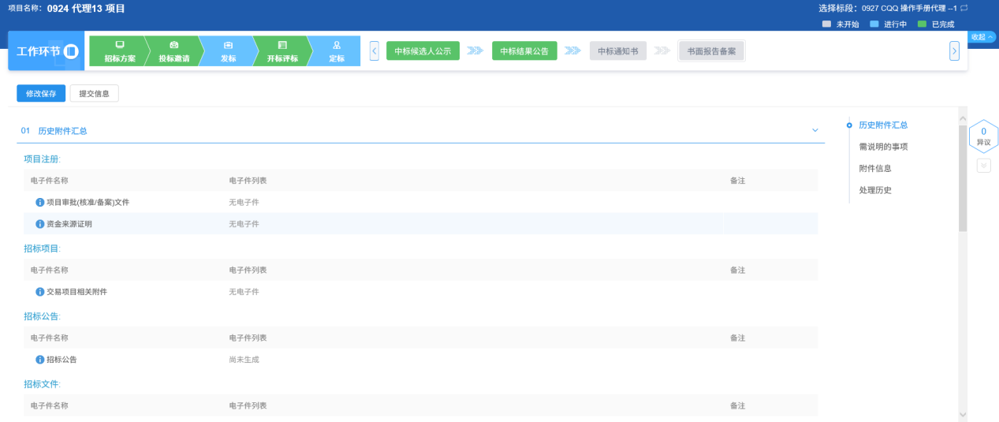 项目名称: 0924 代理13 项目
选择标段: 0927 CQQ 操作手册代理 --1
未开始 进行中 已完成
收起
工作环节
招标方案 投标邀请 发标 开标评标 定标
中标候选人公示 中标结果公告 中标通知书 书面报告备案
修改保存 提交信息
01 历史附件汇总
历史附件汇总
需说明的事项
附件信息
处理历史
0
异议
项目注册:
电子件名称 电子件列表 备注
项目审批(核准/备案)文件 无电子件
资金来源证明 无电子件
招标项目:
电子件名称 电子件列表 备注
交易项目相关附件 无电子件
招标公告:
电子件名称 电子件列表 备注
招标公告 尚未生成
招标文件:
电子件名称 电子件列表 备注